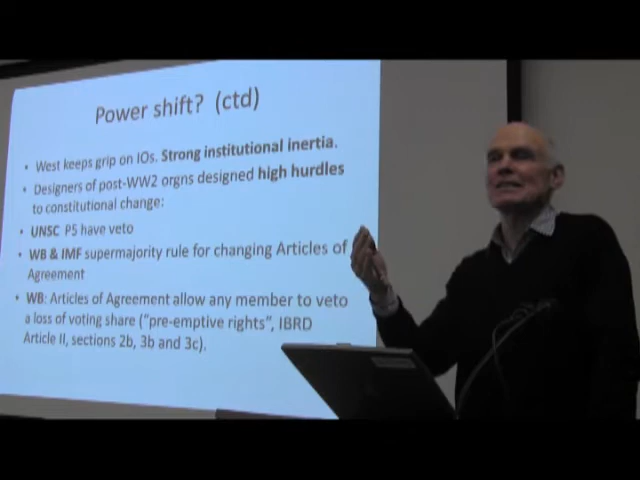 Power shift? (ctd)
• West keeps grip on IOs. Strong institutional inertia.
• Designers of post-WW2 orgns designed high hurdles
to constitutional change:
• UNSC P5 have veto
• WB & IMF supermajority rule for changing Articles of
Agreement
• WB: Articles of Agreement allow any member to veto
a loss of voting share ("pre-emptive rights", IBRD
Article II, sections 2b, 3b and 3c).